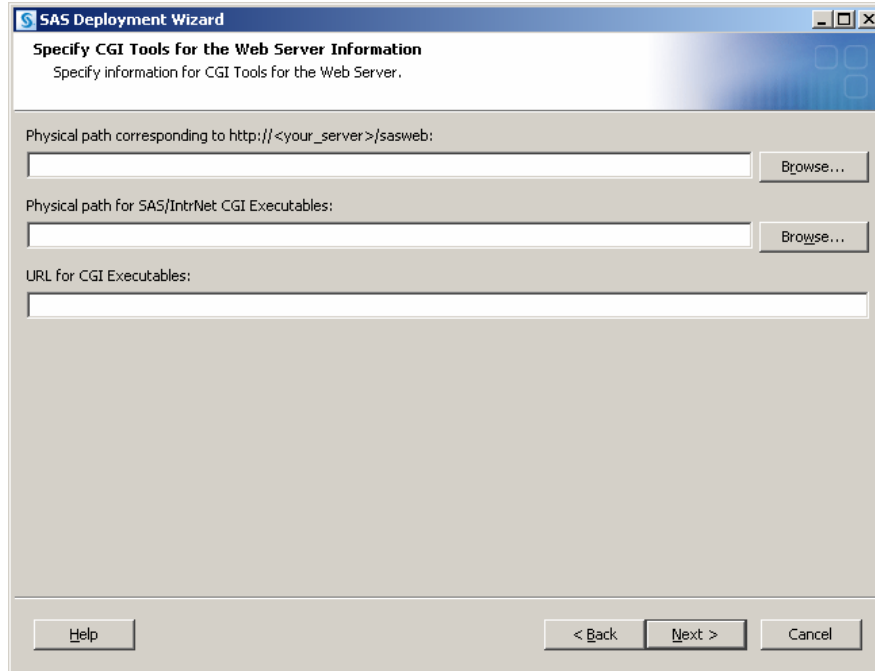 SAS Deployment Wizard
Specify CGI Tools for the Web Server Information
Specify information for CGI Tools for the Web Server.
Physical path corresponding to http://<your_server>/sasweb:
Browse...
Physical path for SAS/IntrNet CGI Executables:
Browse...
URL for CGI Executables:
Help
< Back
Next >
Cancel